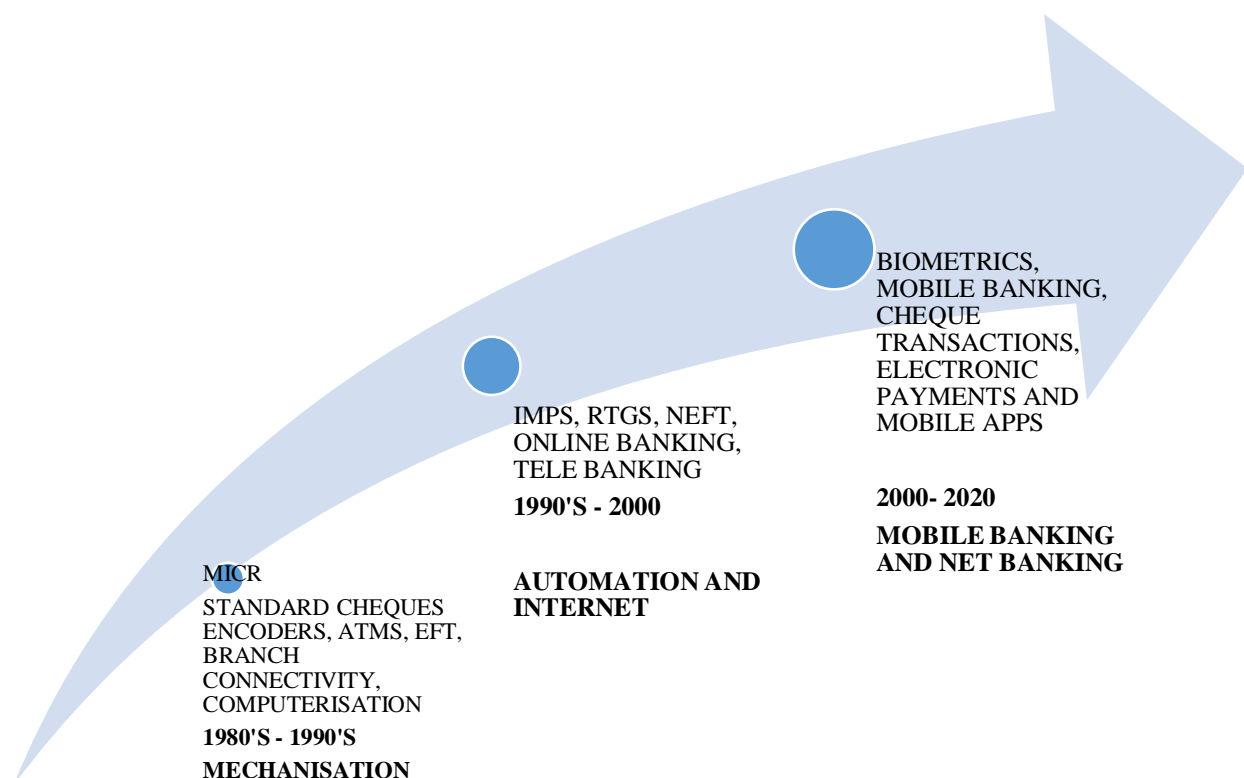 MICR
STANDARD CHEQUES
ENCODERS, ATMS, EFT,
BRANCH
CONNECTIVITY,
COMPUTERISATION
1980'S - 1990'S
MECHANISATION
IMPS, RTGS, NEFT,
ONLINE BANKING,
TELE BANKING
1990'S - 2000
AUTOMATION AND
INTERNET
BIOMETRICS,
MOBILE BANKING,
CHEQUE
TRANSACTIONS,
ELECTRONIC
PAYMENTS AND
MOBILE APPS
2000- 2020
MOBILE BANKING
AND NET BANKING